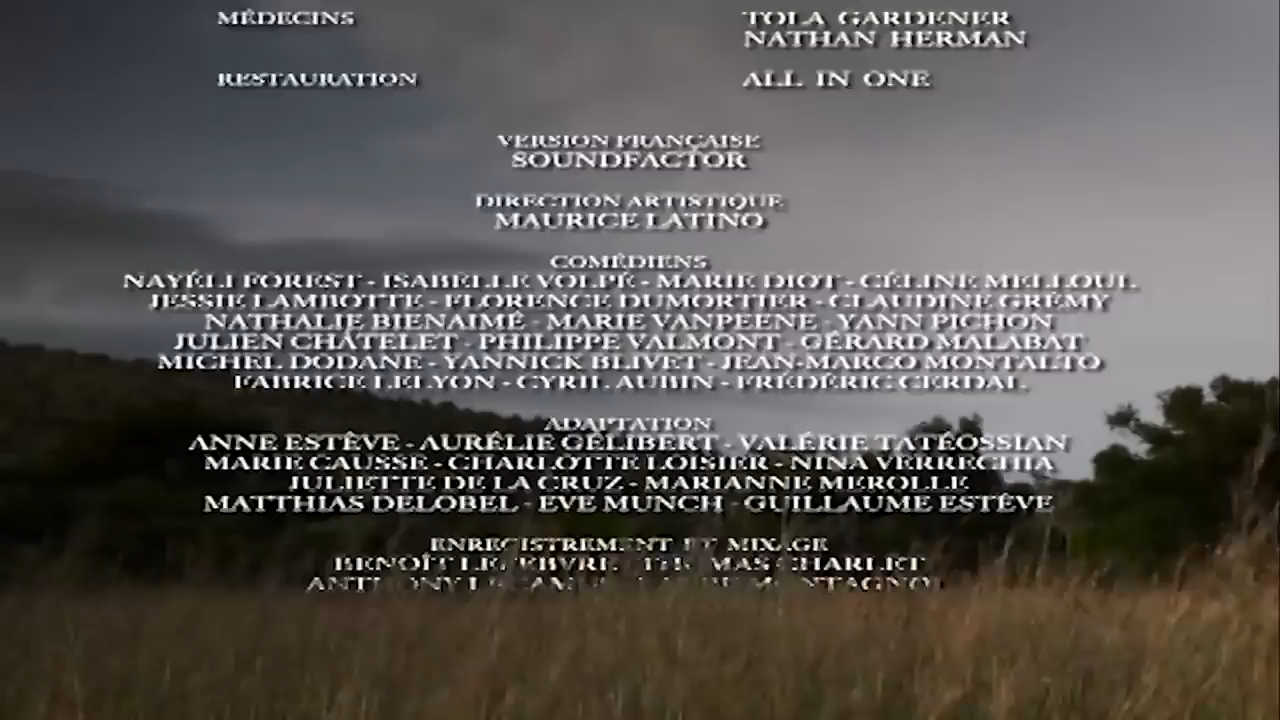 MÉDECINS TOLA GARDENER
NATHAN HERMAN
RESTAURATION ALL IN ONE
VERSION FRANÇAISE
SOUNDFACTOR
DIRECTION ARTISTIQUE
MAURICE LATINO
COMÉDIENS
NAYÉLI FOREST - ISABELLE VOLPÉ - MARIE DIOT - CÉLINE MELLOUL
JESSIE LAMBOTTE - FLORENCE DUMORTIER - CLAUDINE GRÉMY
NATHALIE BIENAIMÉ - MARIE VANPEENE - YANN PICHON
JULIEN CHÂTELET - PHILIPPE VALMONT - GÉRARD MALABAT
MICHEL DODANE - YANNICK BLIVET - JEAN-MARCO MONTALTO
FABRICE LELYON - CYRIL AUBIN - FRÉDÉRIC CERDAL
ADAPTATION
ANNE ESTÈVE - AURÉLIE GÉLIBERT - VALÉRIE TATÉOSSIAN
MARIE CAUSSE - CHARLOTTE LOISIER - NINA VERRECHIA
JULIETTE DE LA CRUZ - MARIANNE MEROLLE
MATTHIAS DELOBEL - EVE MUNCH - GUILLAUME ESTÈVE
ENREGISTREMENT ET MIXAGE
BENOÎT LEFEBVRE - THOMAS CHARLET
ANTHONY